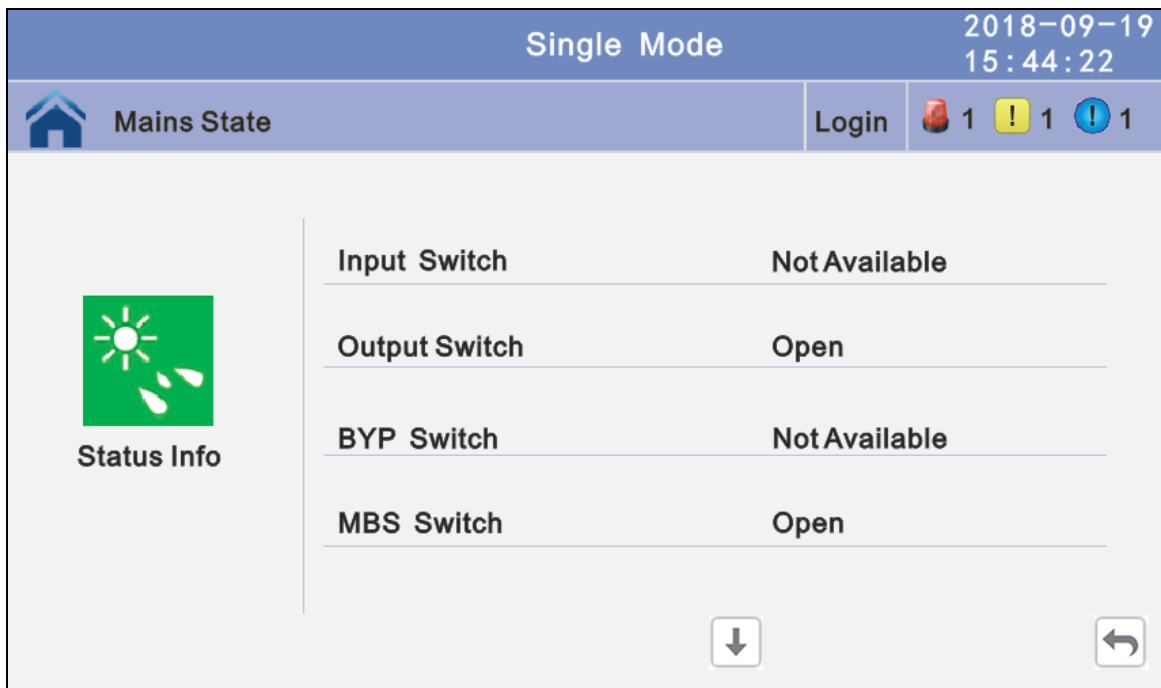 Single Mode
2018-09-19
15:44:22
Mains State
Login
1
! 1
! 1
Input Switch Not Available
Output Switch Open
BYP Switch Not Available
MBS Switch Open
Status Info